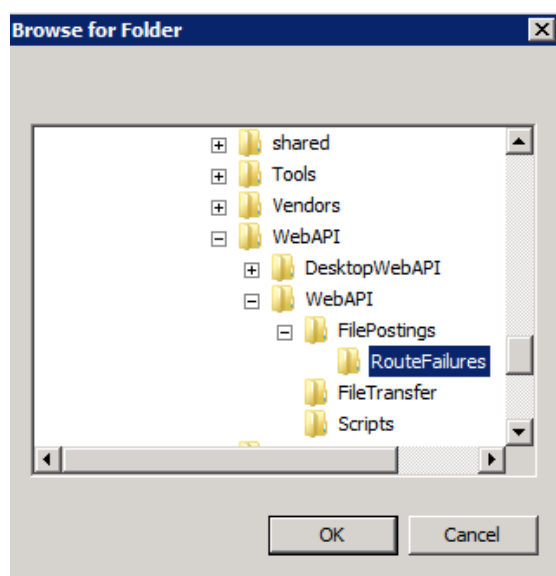 Browse for Folder
shared
Tools
Vendors
WebAPI
DesktopWebAPI
WebAPI
FilePostings
RouteFailures
FileTransfer
Scripts
OK Cancel